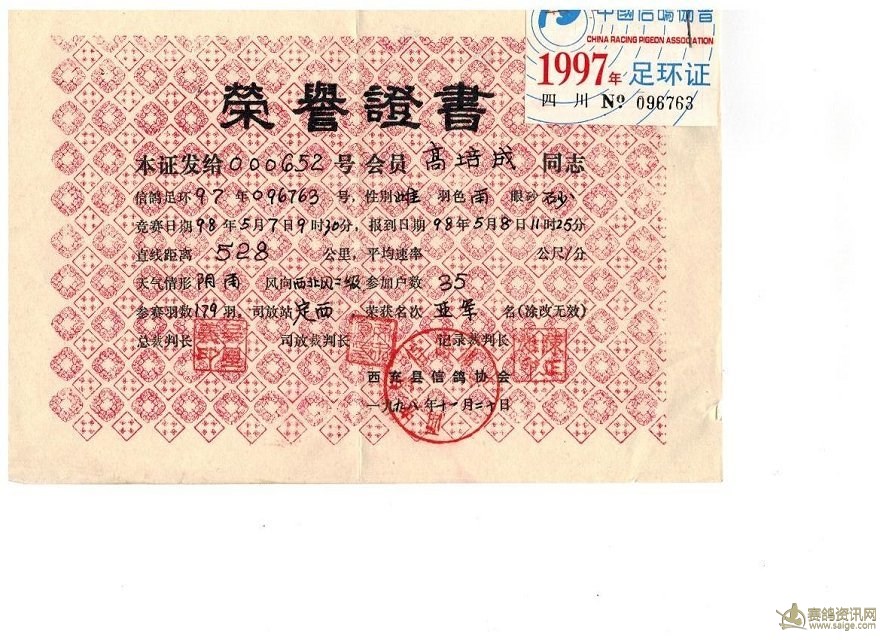 中國信鸽协会
CHINA RACING PIGEON ASSOCIATION
1997年 足环证
四川 Nº 096763
榮譽證書
本证发给000652号会员 高培成 同志
信鸽足环97年096763号，性别雌 羽色雨 眼砂砂
竞赛日期98年5月7日9时30分，报到日期98年5月8日11时25分
直线距离 528 公里，平均速率 公尺/分
天气情形 阴雨 风向西北风二级 参加户数 35
参赛羽数179羽，司放站 定西 荣获名次 亚军 名(涂改无效)
总裁判长 司放裁判长 记录裁判长
西充县信鸽协会
一九九八年十一月二十日
赛鸽资讯网
www.saige.com